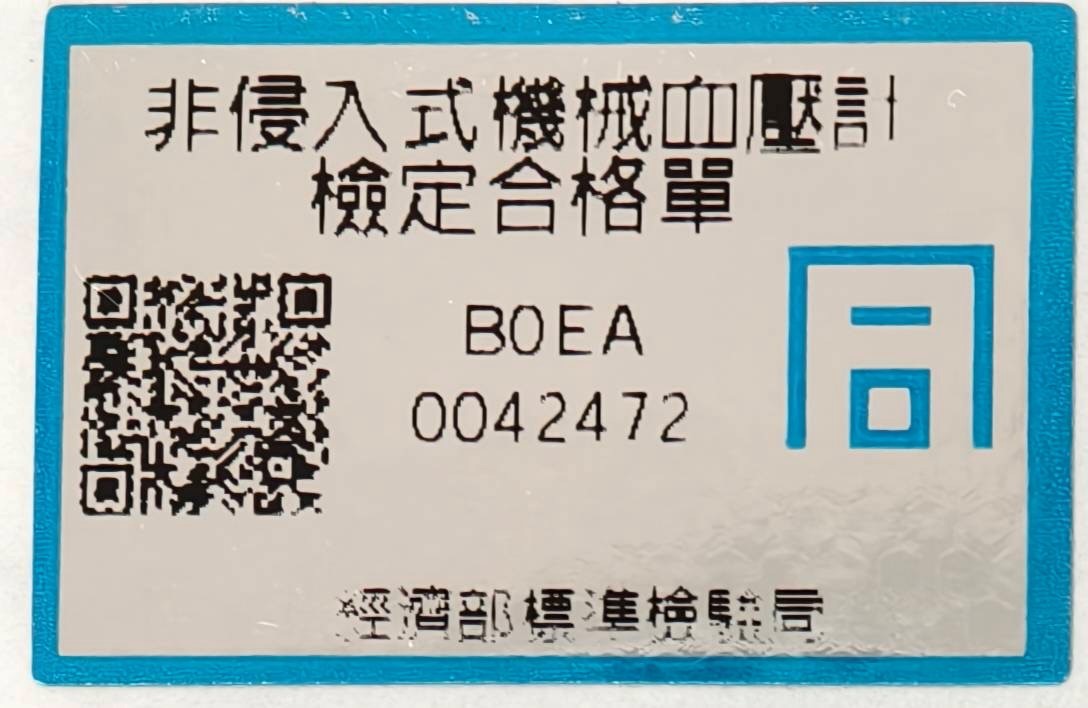 非侵入式機械血壓計
檢定合格單
B0EA
0042472
同
經濟部標準檢驗局